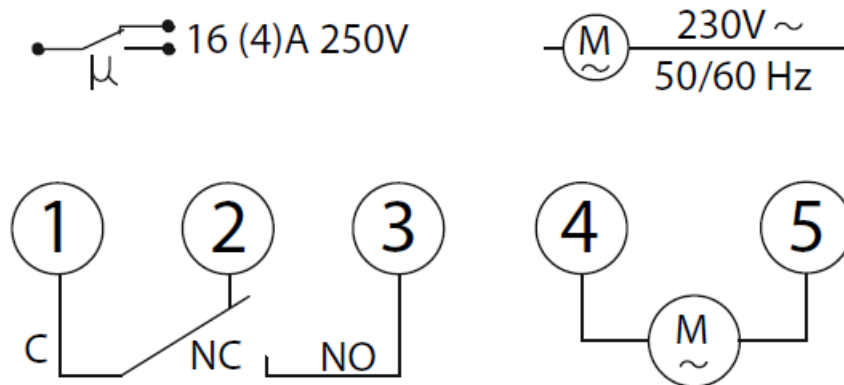 16 (4)A 250V
μ
M
~
230V ~
50/60 Hz
1 2 3 4 5
C NC NO
M
~